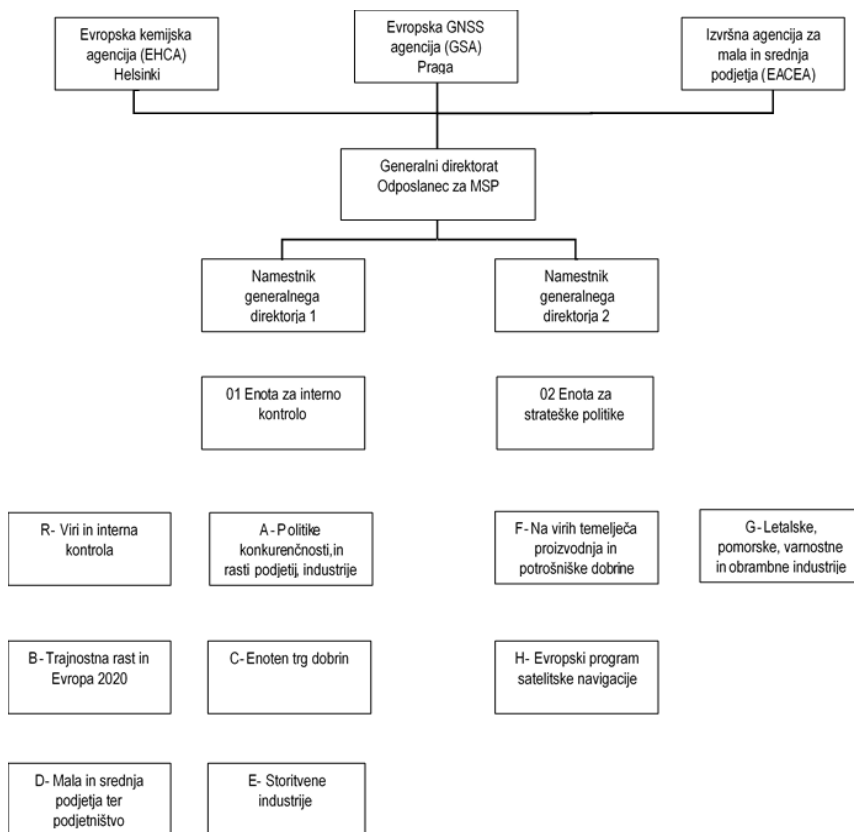 Evropska kemijska
agencija (EHCA)
Helsinki
Evropska GNSS
agencija (GSA)
Praga
Izvršna agencija za
mala in srednja
podjetja (EACEA)
Generalni direktorat
Odposlanec za MSP
Namestnik
generalnega
direktorja 1
Namestnik
generalnega
direktorja 2
01 Enota za interno
kontrolo
02 Enota za
strateške politike
R- Viri in interna
kontrola
A - Politike
konkurenčnosti,in
rasti podjetij, industrije
F- Na virih temelječa
proizvodnja in
potrošniške dobrine
G- Letalske,
pomorske, varnostne
in obrambne industrije
B - Trajnostna rast in
Evropa 2020
C- Enoten trg dobrin
H- Evropski program
satelitske navigacije
D- Mala in srednja
podjetja ter
podjetništvo
E- Storitvene
industrije